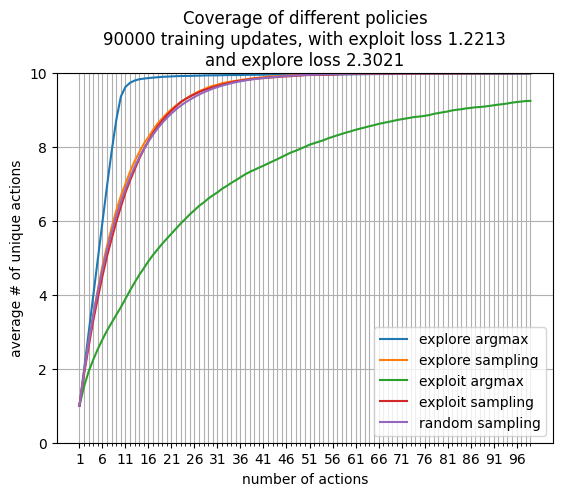 Coverage of different policies
90000 training updates, with exploit loss 1.2213
and explore loss 2.3021
10
8
6
4
2
0
average # of unique actions
explore argmax
explore sampling
exploit argmax
exploit sampling
random sampling
1 6 11 16 21 26 31 36 41 46 51 56 61 66 71 76 81 86 91 96
number of actions